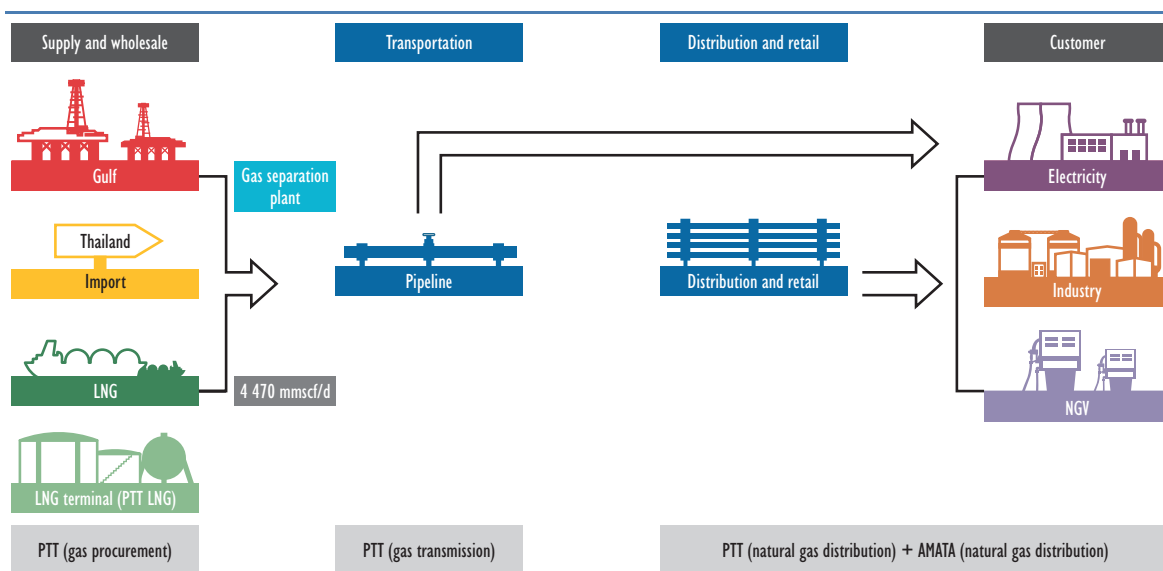 Supply and wholesale
Transportation
Distribution and retail
Customer
Gulf
Gas separation
plant
Electricity
Thailand
Import
Pipeline
Distribution and retail
Industry
LNG
4 470 mmscf/d
NGV
LNG terminal (PTT LNG)
PTT (gas procurement)
PTT (gas transmission)
PTT (natural gas distribution) + AMATA (natural gas distribution)